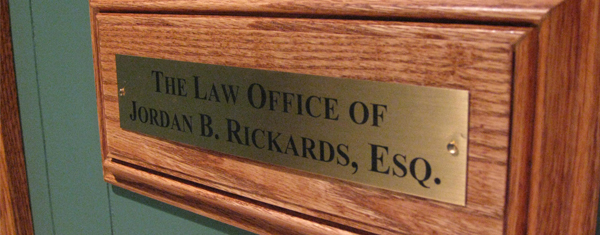 The Law Office of
Jordan B. Rickards, Esq.